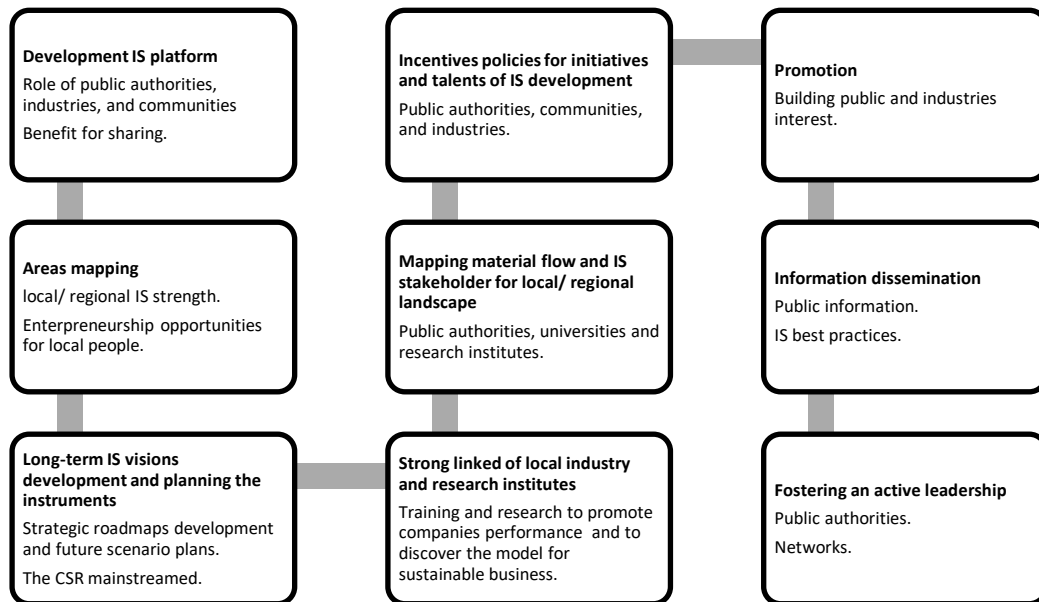 Development IS platform
Role of public authorities,
industries, and communities
Benefit for sharing.
Areas mapping
local/ regional IS strength.
Enterpreneurship opportunities
for local people.
Long-term IS visions
development and planning the
instruments
Strategic roadmaps development
and future scenario plans.
The CSR mainstreamed.
Strong linked of local industry
and research institutes
Training and research to promote
companies performance and to
discover the model for
sustainable business.
Mapping material flow and IS
stakeholder for local/ regional
landscape
Public authorities, universities and
research institutes.
Incentives policies for initiatives
and talents of IS development
Public authorities, communities,
and industries.
Promotion
Building public and industries
interest.
Information dissemination
Public information.
IS best practices.
Fostering an active leadership
Public authorities.
Networks.